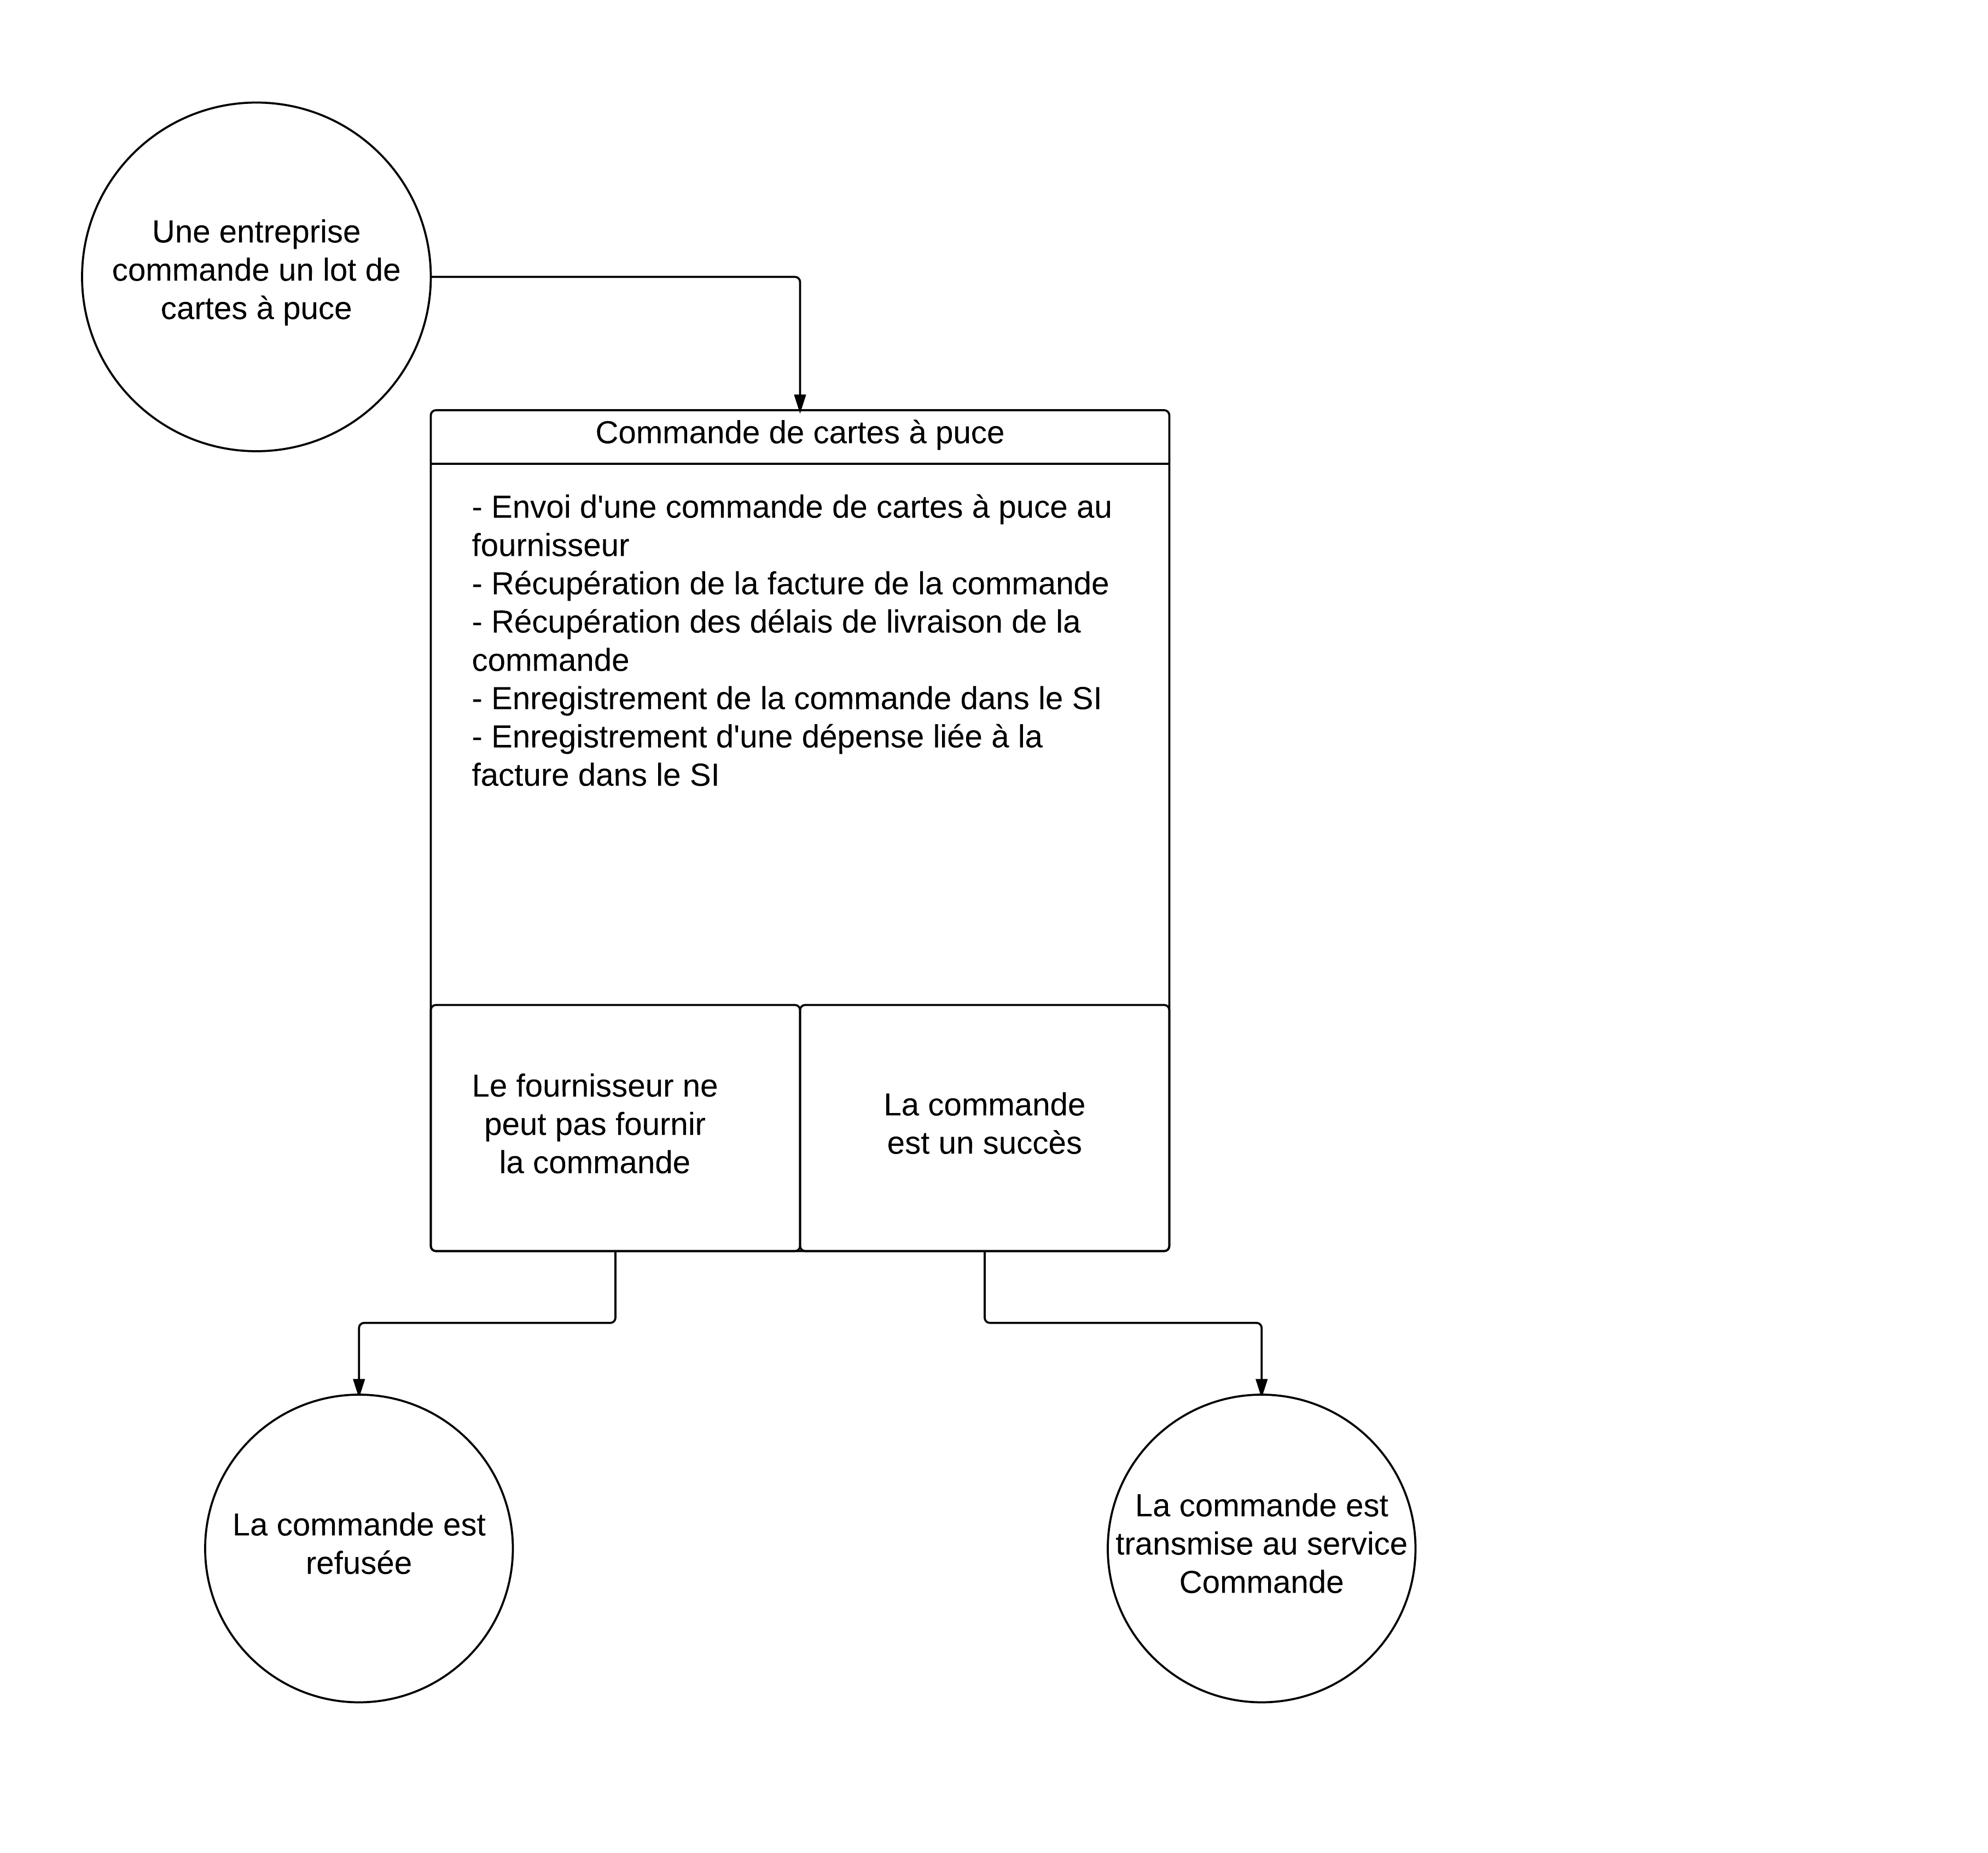 Une entreprise
commande un lot de
cartes à puce
Commande de cartes à puce
- Envoi d'une commande de cartes à puce au
fournisseur
- Récupération de la facture de la commande
- Récupération des délais de livraison de la
commande
- Enregistrement de la commande dans le SI
- Enregistrement d'une dépense liée à la
facture dans le SI
Le fournisseur ne
peut pas fournir
la commande
La commande
est un succès
La commande est
refusée
La commande est
transmise au service
Commande